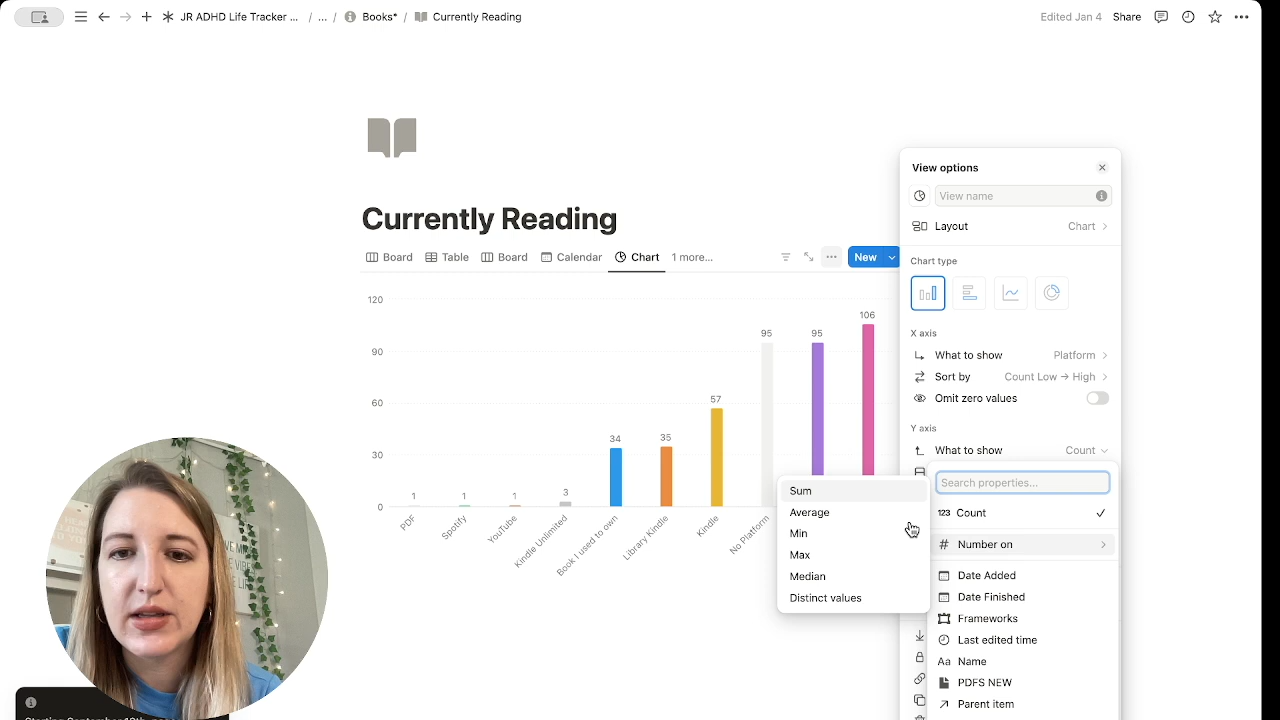 JR ADHD Life Tracker ... / ... / Books* / Currently Reading
Edited Jan 4 Share
View options
View name
Layout Chart
Currently Reading
Board Table Board Calendar Chart 1 more... New
Chart type
120
90
60
30
0
1
1
1
3
34
35
57
95
95
106
PDF
Spotify
YouTube
Kindle Unlimited
Book I used to own
Library Kindle
Kindle
No Platform
X axis
What to show Platform
Sort by Count Low → High
Omit zero values
Y axis
What to show Count
Search properties...
123 Count
# Number on
Sum
Average
Min
Max
Median
Distinct values
Date Added
Date Finished
Frameworks
Last edited time
Aa Name
PDFS NEW
Parent item